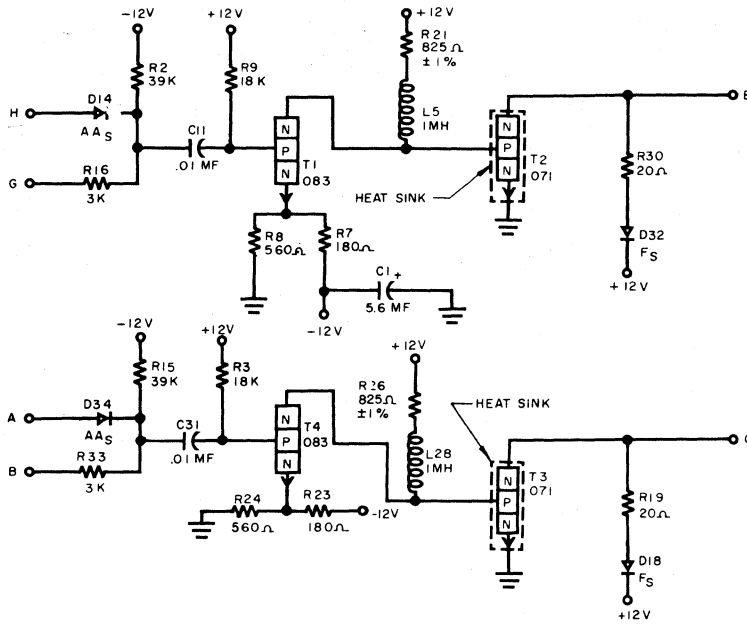 -12V
+12V
+12V
R2
39K
R9
18K
R21
825Ω
±1%
E
H
D14
AAS
L5
1MH
C11
.01 MF
N
P
N
T1
083
N
P
N
T2
071
R30
20Ω
G
R16
3K
HEAT SINK
R8
560Ω
R7
180Ω
D32
FS
+12V
C1
+
5.6 MF
-12V
-12V
+12V
+12V
R15
39K
R3
18K
R26
825Ω
±1%
HEAT SINK
A
D34
AAS
C31
.01 MF
N
P
N
T4
083
L28
1MH
B
R33
3K
N
P
N
T3
071
R19
20Ω
R24
560Ω
R23
180Ω
-12V
D18
FS
+12V